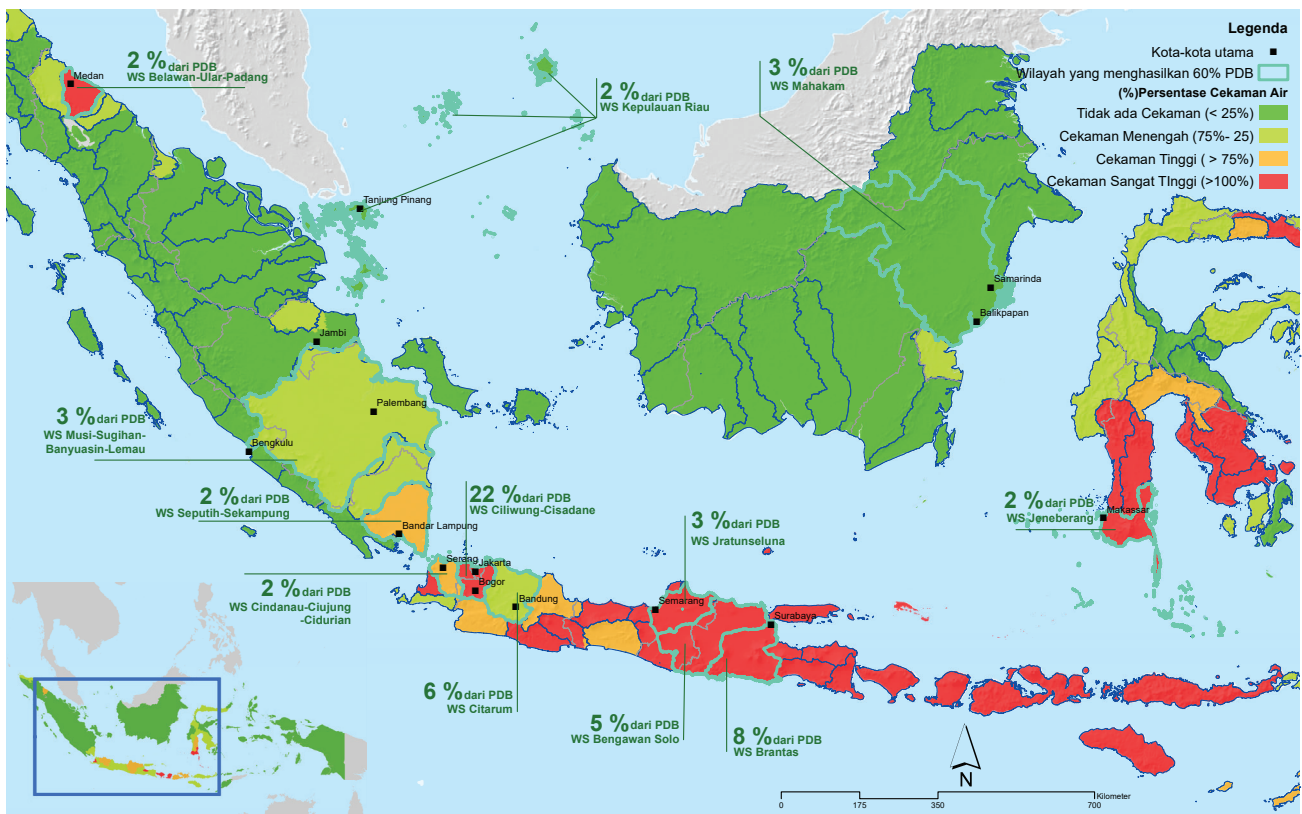 Legenda
Kota-kota utama
Wilayah yang menghasilkan 60% PDB
(%)Persentase Cekaman Air
Tidak ada Cekaman (< 25%)
Cekaman Menengah (75%- 25)
Cekaman Tinggi ( > 75%)
Cekaman Sangat TInggi (>100%)
2 % dari PDB
WS Belawan-Ular-Padang
Medan
2 % dari PDB
WS Kepulauan Riau
3 % dari PDB
WS Mahakam
Tanjung Pinang
Samarinda
Balikpapan
Jambi
Palembang
3 % dari PDB
WS Musi-Sugihan-
Banyuasin-Lemau
Bengkulu
2 % dari PDB
WS Seputih-Sekampung
Bandar Lampung
22 % dari PDB
WS Ciliwung-Cisadane
2 % dari PDB
WS Jeneberang
Makassar
3 % dari PDB
WS Jratunseluna
Serang
Jakarta
Bogor
2 % dari PDB
WS Cindanau-Ciujung
-Cidurian
Bandung
Semarang
Surabaya
6 % dari PDB
WS Citarum
5 % dari PDB
WS Bengawan Solo
8 % dari PDB
WS Brantas
N
Kilometer
0 175 350 700